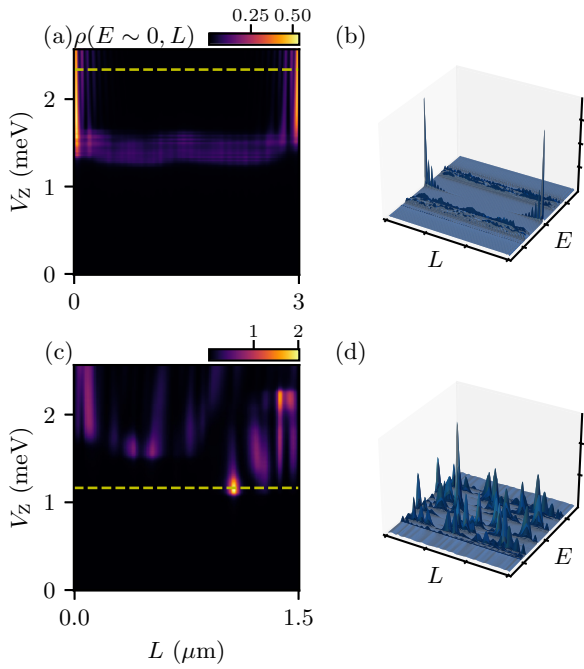 (a) ρ(E ∼ 0, L) 0.25 0.50
(b)
V_Z (meV)
2
1
0
0 3
L
E
(c) 1 2
(d)
V_Z (meV)
2
1
0
0.0 1.5
L (μm)
L
E